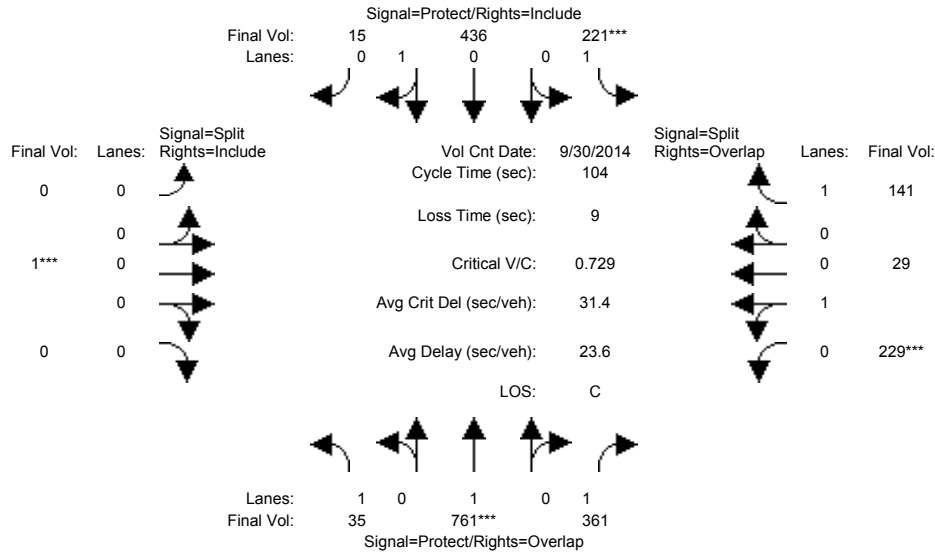 Signal=Protect/Rights=Include
Final Vol: 15 436 221***
Lanes: 0 1 0 0 1
Signal=Split
Final Vol: Lanes: Rights=Include
Vol Cnt Date: 9/30/2014
Signal=Split
Rights=Overlap Lanes: Final Vol:
Cycle Time (sec): 104
0 0
1 141
Loss Time (sec): 9
0
0
1*** 0
Critical V/C: 0.729
0 29
0
Avg Crit Del (sec/veh): 31.4
1
0 0
Avg Delay (sec/veh): 23.6
0 229***
LOS: C
Lanes: 1 0 1 0 1
Final Vol: 35 761*** 361
Signal=Protect/Rights=Overlap